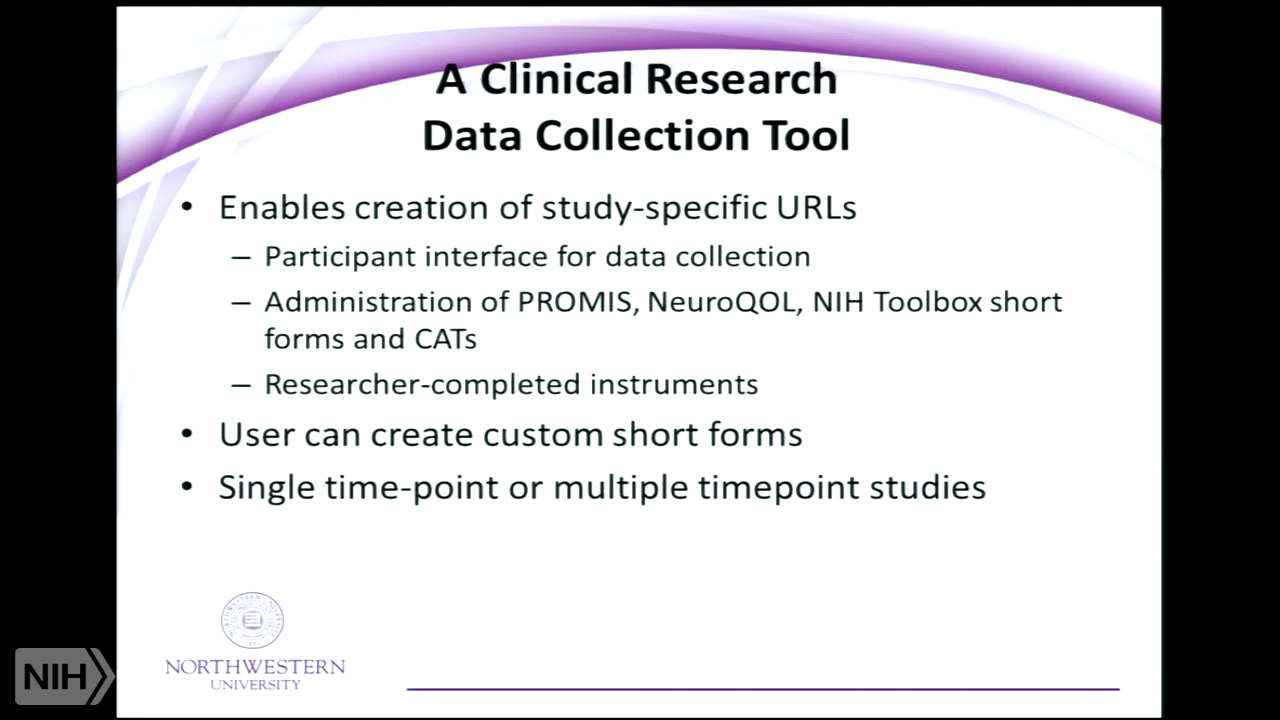 A Clinical Research
Data Collection Tool
• Enables creation of study-specific URLs
– Participant interface for data collection
– Administration of PROMIS, NeuroQOL, NIH Toolbox short
forms and CATs
– Researcher-completed instruments
• User can create custom short forms
• Single time-point or multiple timepoint studies
NORTHWESTERN
UNIVERSITY
NIH